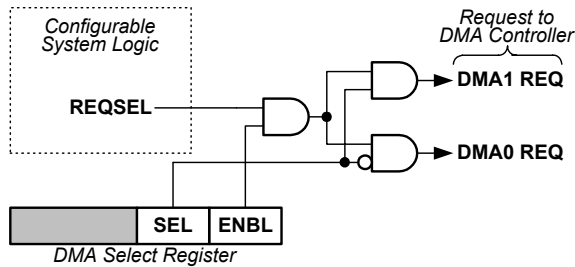 Configurable
System Logic
Request to
DMA Controller
REQSEL
DMA1 REQ
DMA0 REQ
SEL
ENBL
DMA Select Register